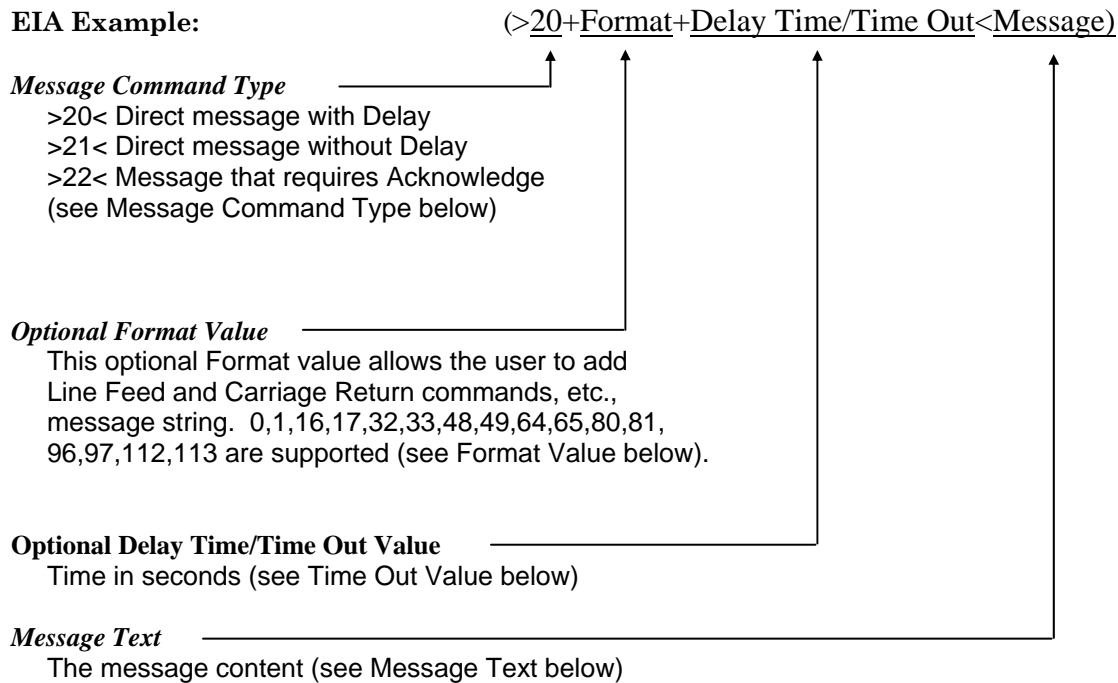 EIA Example: (>20+Format+Delay Time/Time Out<Message)
Message Command Type
>20< Direct message with Delay
>21< Direct message without Delay
>22< Message that requires Acknowledge
(see Message Command Type below)
Optional Format Value
This optional Format value allows the user to add
Line Feed and Carriage Return commands, etc.,
message string. 0,1,16,17,32,33,48,49,64,65,80,81,
96,97,112,113 are supported (see Format Value below).
Optional Delay Time/Time Out Value
Time in seconds (see Time Out Value below)
Message Text
The message content (see Message Text below)